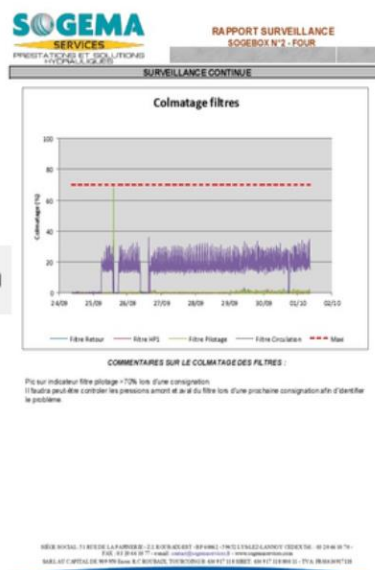 SOGEMA
SERVICES
PRESTATIONS ET SOLUTIONS
HYDRAULIQUES
RAPPORT SURVEILLANCE
SOGEBOX N°2 - FOUR
SURVEILLANCE CONTINUE
Colmatage filtres
100
80
60
40
20
0
Colmatage (%)
24/09 25/09 26/09 27/09 28/09 29/09 30/09 01/10 02/10
Filtre Retour Filtre HP1 Filtre Pilotage Filtre Circulation Maxi
COMMENTAIRES SUR LE COLMATAGE DES FILTRES :
Pic sur indicateur filtre pilotage >70% lors d'une consignation
Il faudra peut-être controler les pressions amont et aval du filtre lors d'une prochaine consignation afin d'identifier
le problème